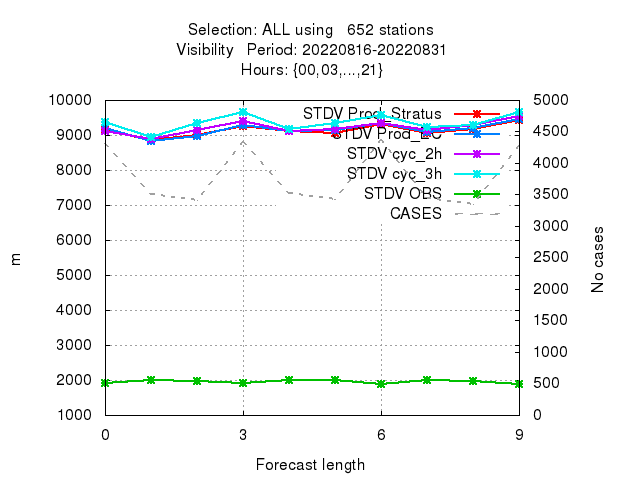 Selection: ALL using 652 stations
Visibility Period: 20220816-20220831
Hours: {00,03,...,21}
10000
9000
8000
7000
6000
5000
4000
3000
2000
1000
m
STDV Prod_Stratus
STDV Prod_EC
STDV cyc_2h
STDV cyc_3h
STDV OBS
CASES
5000
4500
4000
3500
3000
2500
2000
1500
1000
500
0
No cases
0 3 6 9
Forecast length